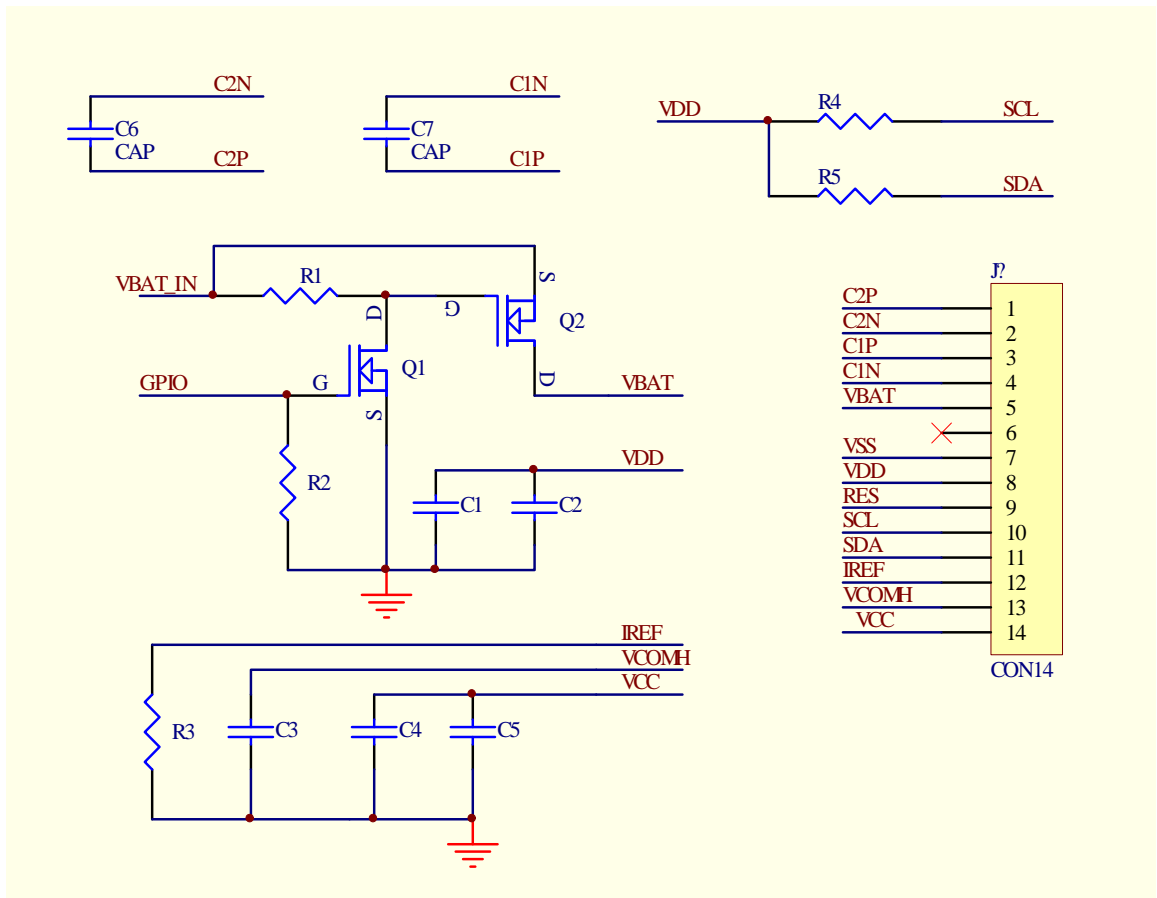 C2N
C6
CAP
C2P
C1N
C7
CAP
C1P
VDD
R4
SCL
R5
SDA
VBAT_IN
R1
D
G
S
Q2
D
VBAT
GPIO
G
Q1
S
R2
VDD
C1
C2
IREF
VCOMH
VCC
R3
C3
C4
C5
J?
C2P 1
C2N 2
C1P 3
C1N 4
VBAT 5
6
VSS 7
VDD 8
RES 9
SCL 10
SDA 11
IREF 12
VCOMH 13
VCC 14
CON14